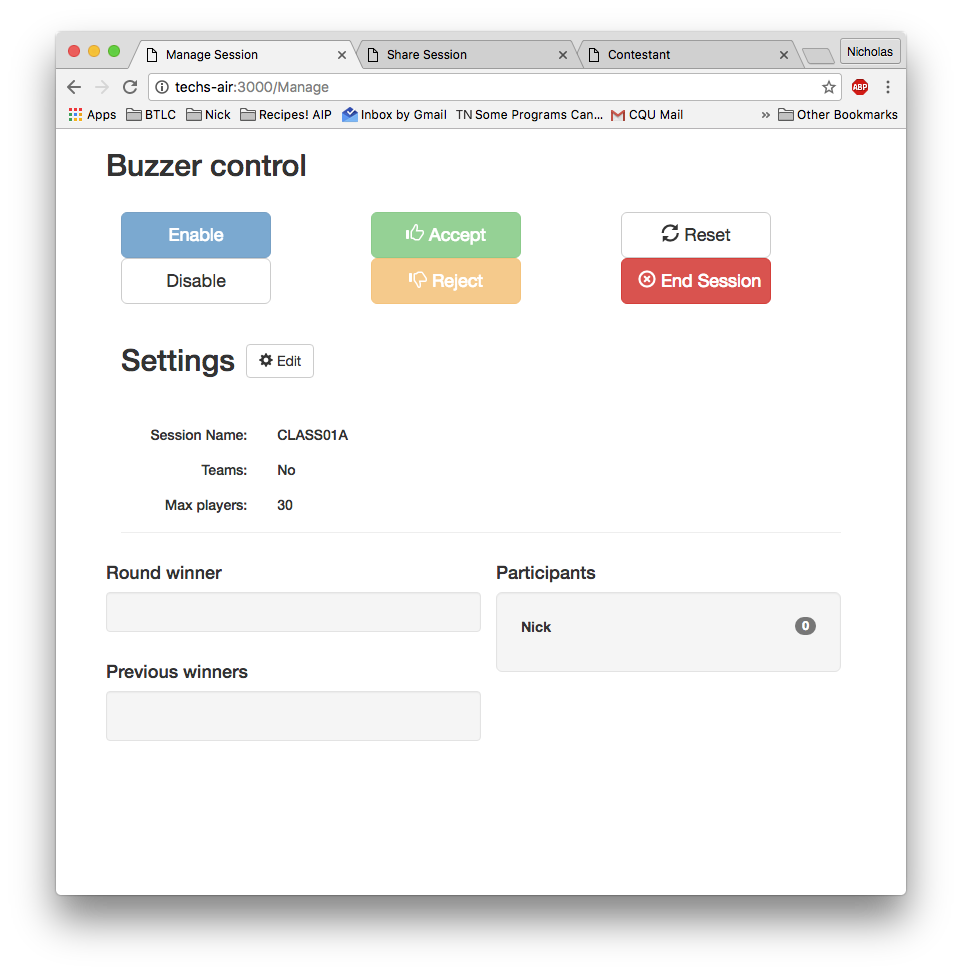 Manage Session
Share Session
Contestant
Nicholas
techs-air:3000/Manage
ABP
Apps
BTLC
Nick
Recipes! AIP
Inbox by Gmail
TN Some Programs Can...
CQU Mail
»
Other Bookmarks
Buzzer control
Enable
Accept
Reset
Disable
Reject
End Session
Settings
Edit
Session Name: CLASS01A
Teams: No
Max players: 30
Round winner
Participants
Nick 0
Previous winners